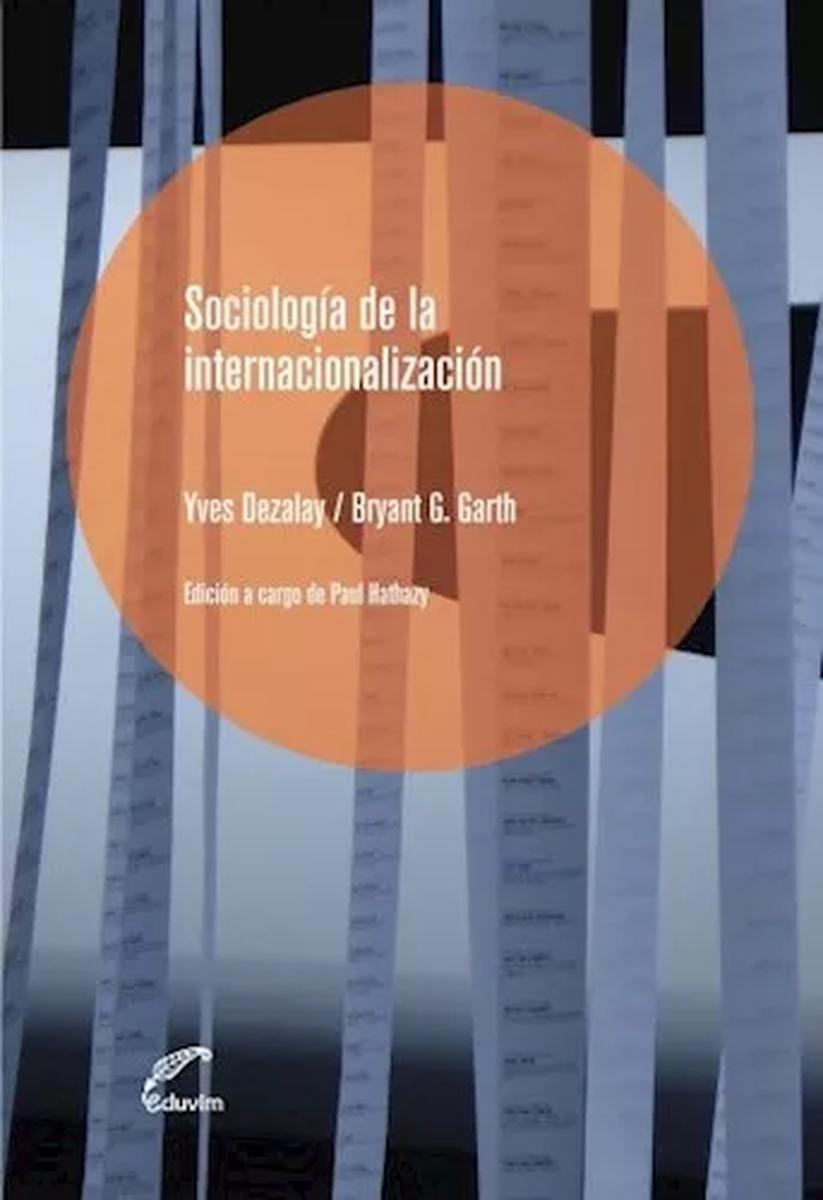 Sociología de la
internacionalización
Yves Dezalay / Bryant G. Garth
Edición a cargo de Paul Hathazy
eduvim